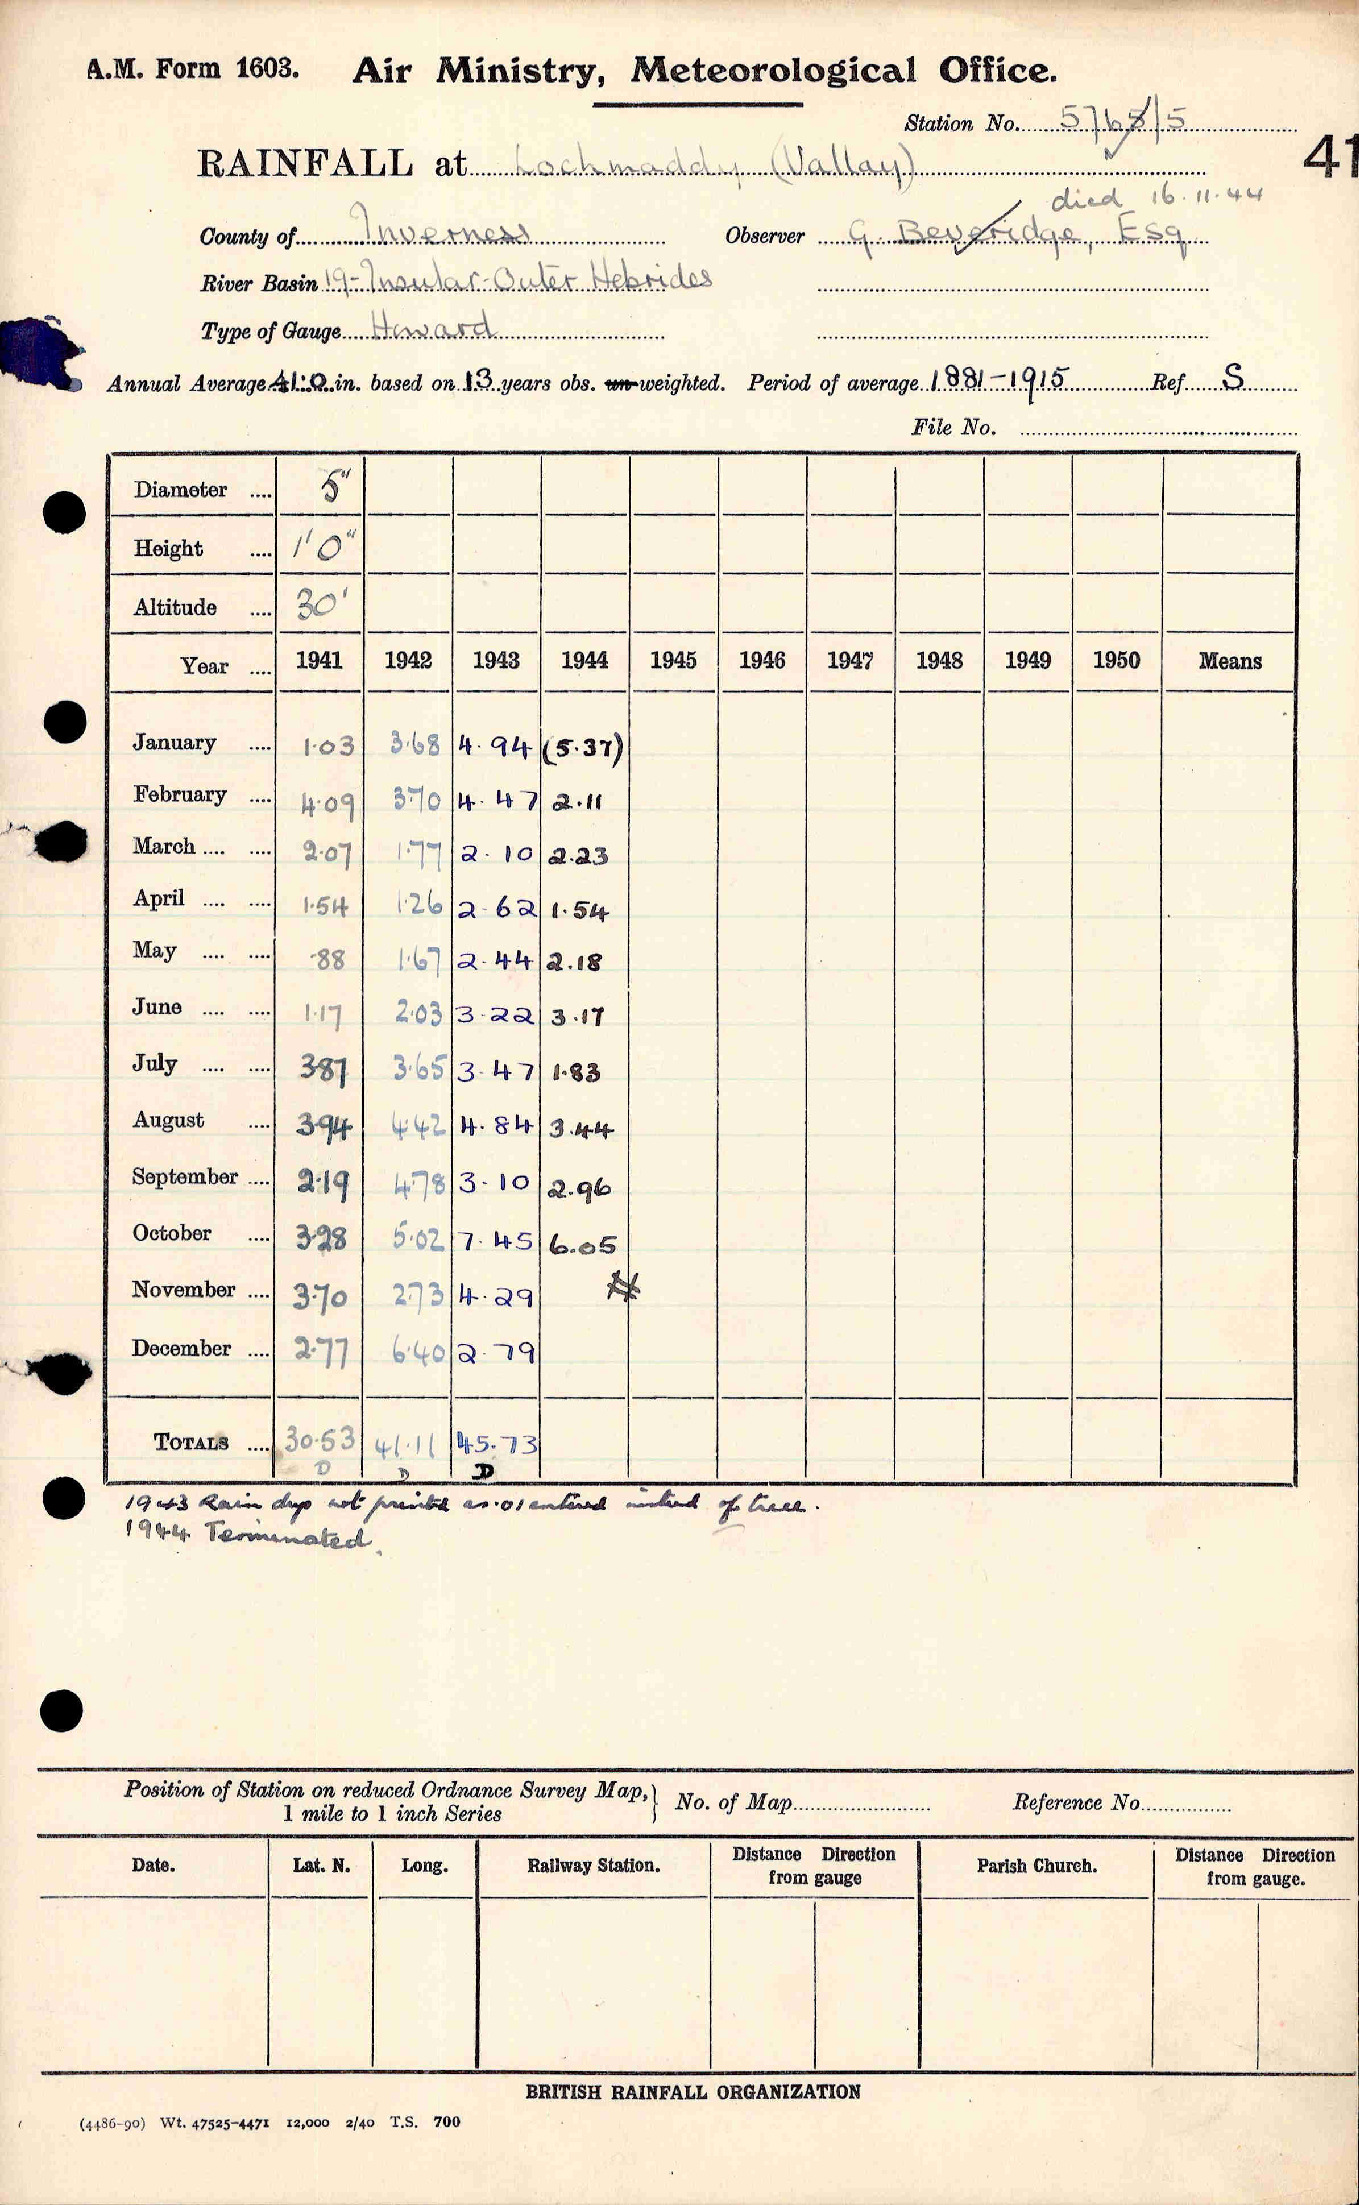 A.M. Form 1603. Air Ministry, Meteorological Office.
Station No. 5768/5
RAINFALL at Lochmaddy (Vallay)
41
died 16.11.44
County of Inverness Observer G. Beveridge, Esq
River Basin 19-Insular-Outer Hebrides
Type of Gauge Howard
Annual Average 41.0 in. based on 13 years obs. un-weighted. Period of average 1881-1915 Ref. S
File No.
Diameter .... 5"
Height .... 1'0"
Altitude .... 30'
Year .... 1941 1942 1943 1944 1945 1946 1947 1948 1949 1950 Means
January .... 1.03 3.68 4.94 (5.37)
February .... 4.09 3.70 4.47 2.11
March .... .... 2.07 1.77 2.10 2.23
April .... .... 1.54 1.26 2.62 1.54
May .... .... .88 1.67 2.44 2.18
June .... .... 1.17 2.03 3.22 3.17
July .... .... 3.87 3.65 3.47 1.83
August .... 3.94 4.42 4.84 3.44
September .... 2.19 4.78 3.10 2.96
October .... 3.28 5.02 7.45 6.05
November .... 3.70 2.73 4.29
December .... 2.77 6.40 2.79
TOTALS .... 30.53 41.11 45.73
D D D
1943 Rain days not printed as .01 entered instead of trace.
1944 Terminated.
Position of Station on reduced Ordnance Survey Map, } No. of Map Reference No.
1 mile to 1 inch Series
Date. Lat. N. Long. Railway Station. Distance Direction from gauge Parish Church. Distance Direction from gauge.
BRITISH RAINFALL ORGANIZATION
(4486-90) Wt. 47525-4471 12,000 2/40 T.S. 700